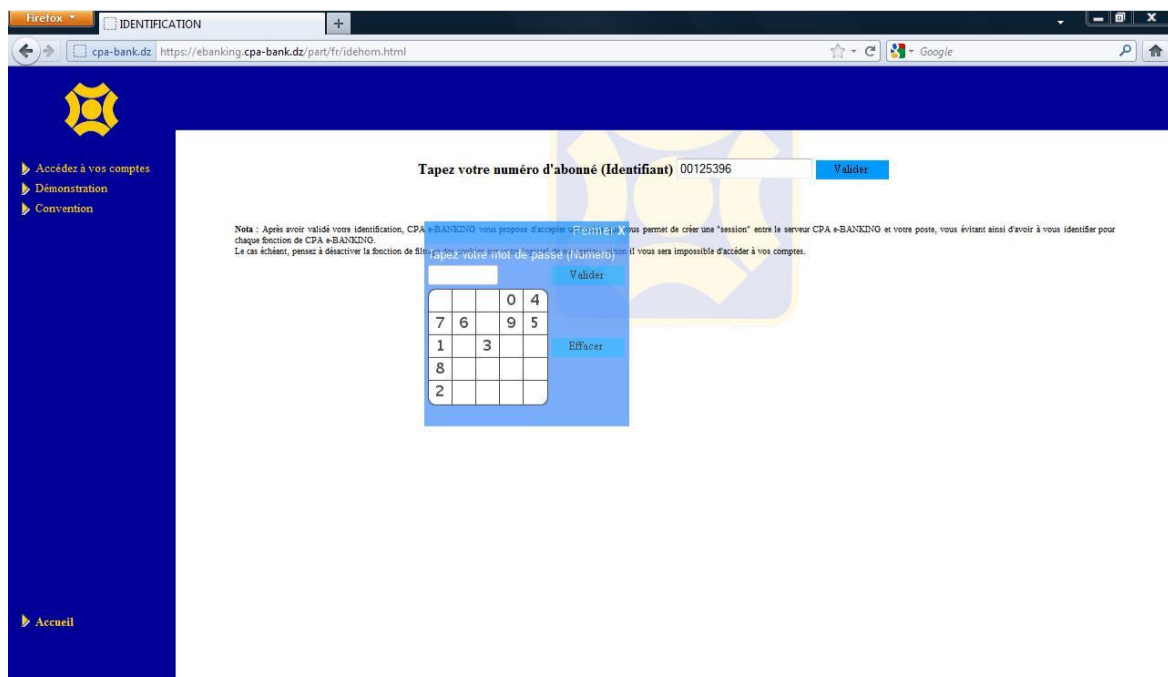 Firefox
IDENTIFICATION
+
cpa-bank.dz https://ebanking.cpa-bank.dz/part/fr/idehom.html
Google
Accédez à vos comptes
Démonstration
Convention
Tapez votre numéro d'abonné (Identifiant) 00125396 Valider
Nota : Après avoir validé votre identification, CPA e-BANKING vous propose d'accepter vous permet de créer une "session" entre le serveur CPA e-BANKING et votre poste, vous évitant ainsi d'avoir à vous identifier pour
chaque fonction de CPA e-BANKING.
Le cas échéant, pensez à désactiver la fonction de il vous sera impossible d'accéder à vos comptes.
Fermer X
Tapez votre mot de passe (Numéro)
Valider
0 4
7 6 9 5
1 3
Effacer
8
2
Accueil